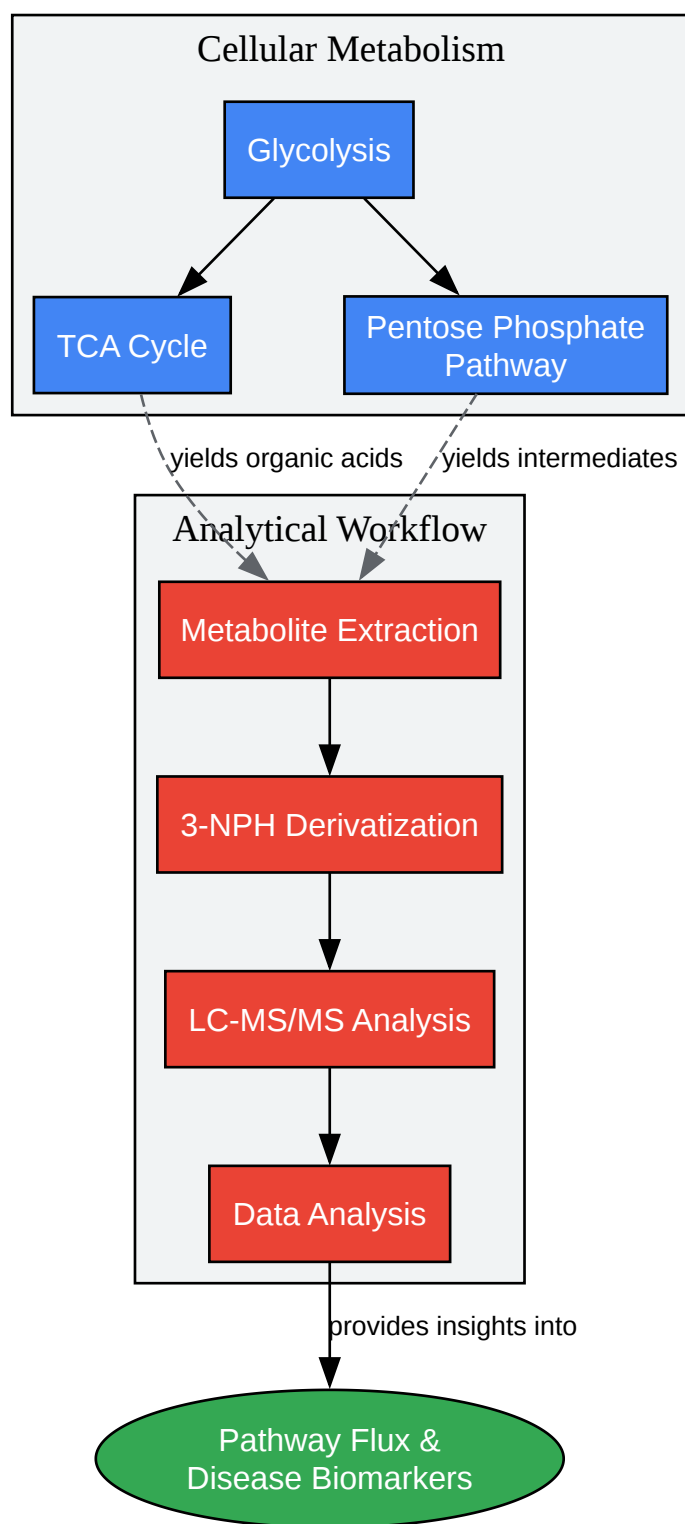 Cellular Metabolism
Glycolysis
TCA Cycle
Pentose Phosphate
Pathway
yields organic acids
yields intermediates
Analytical Workflow
Metabolite Extraction
3-NPH Derivatization
LC-MS/MS Analysis
Data Analysis
provides insights into
Pathway Flux &
Disease Biomarkers